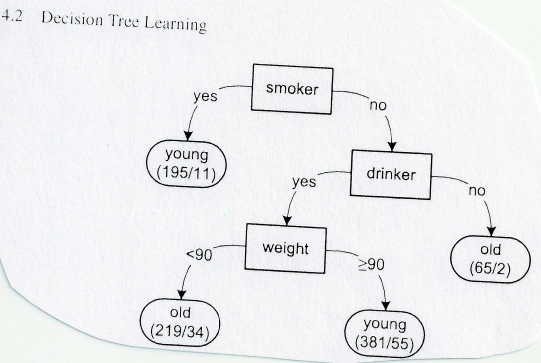 4.2 Decision Tree Learning
smoker
yes
no
young
(195/11)
drinker
yes
no
weight
old
(65/2)
<90
≥90
old
(219/34)
young
(381/55)